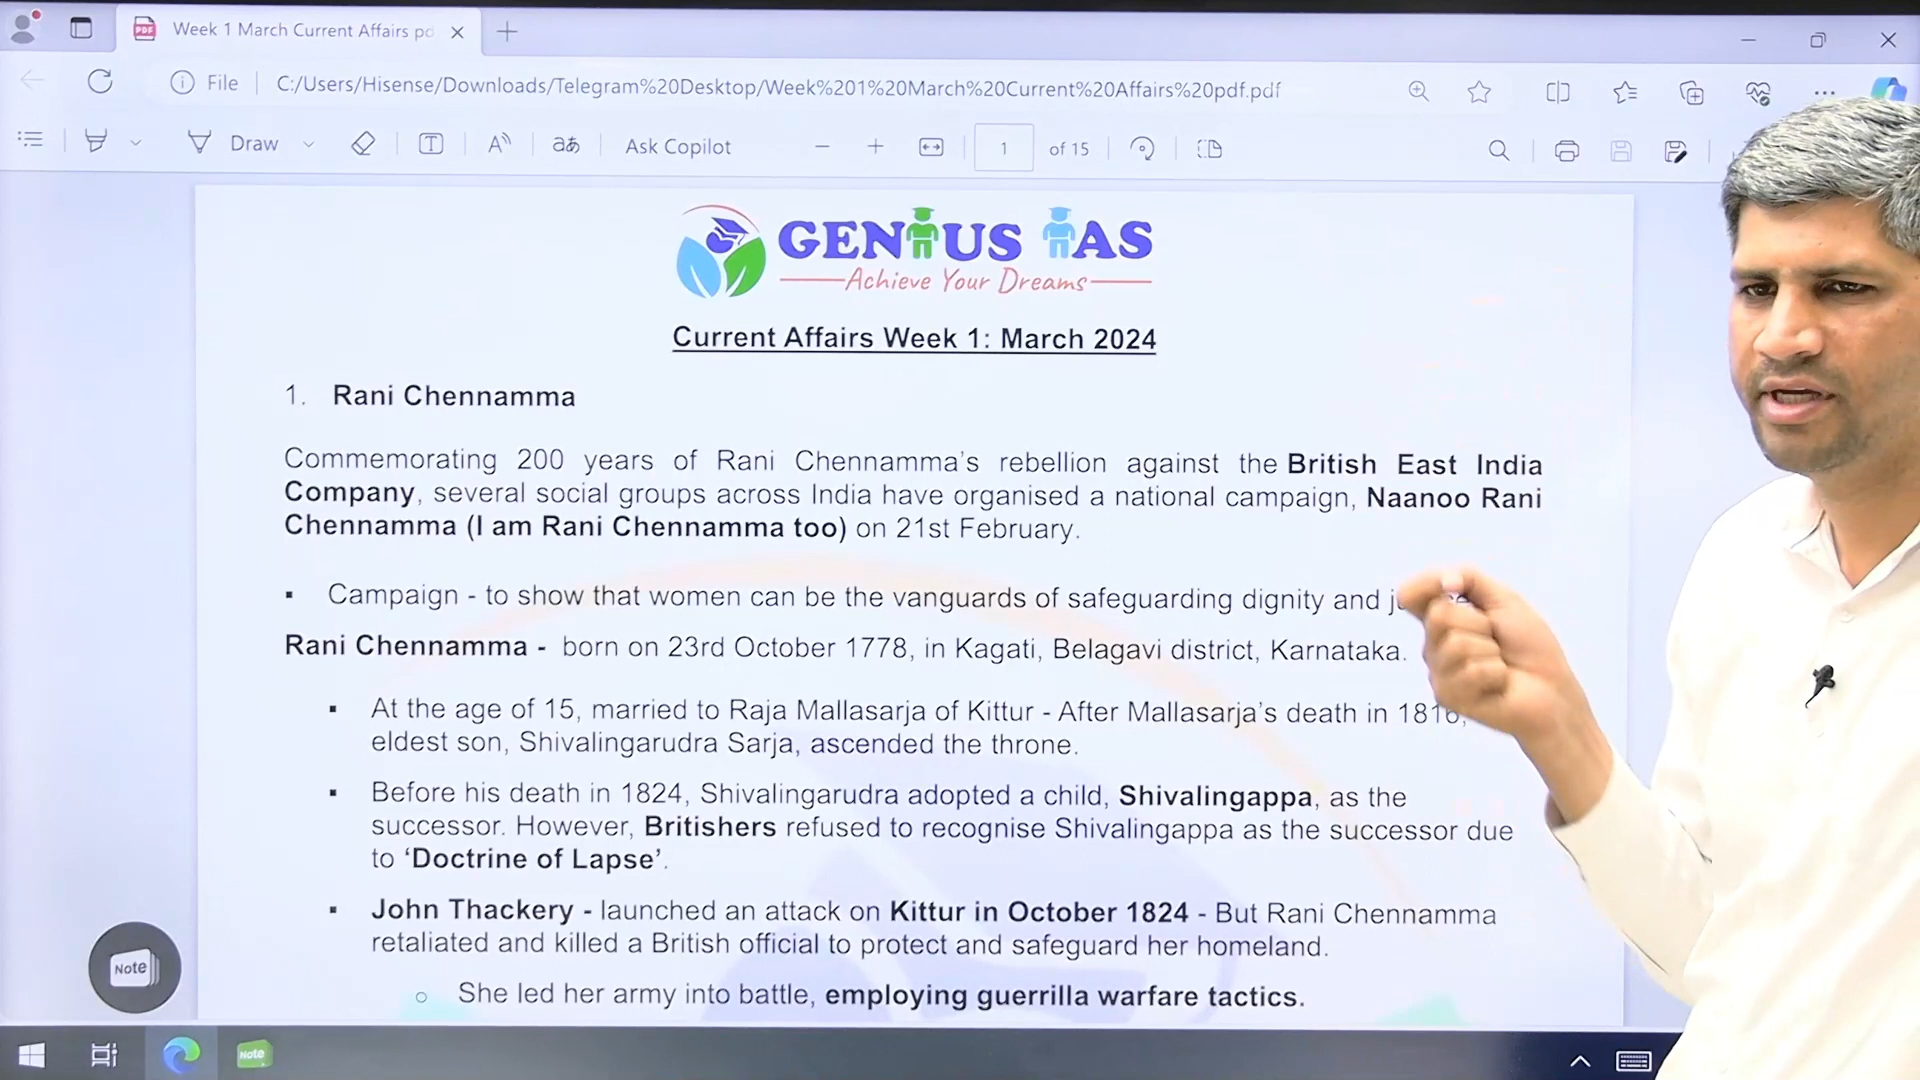 Week 1 March Current Affairs pd
File
C:/Users/Hisense/Downloads/Telegram%20Desktop/Week%201%20March%20Current%20Affairs%20pdf.pdf
Draw
Ask Copilot
1 of 15
GENIUS IAS
Achieve Your Dreams
Current Affairs Week 1: March 2024
1. Rani Chennamma
Commemorating 200 years of Rani Chennamma's rebellion against the British East India
Company, several social groups across India have organised a national campaign, Naanoo Rani
Chennamma (I am Rani Chennamma too) on 21st February.
▪ Campaign - to show that women can be the vanguards of safeguarding dignity and
Rani Chennamma - born on 23rd October 1778, in Kagati, Belagavi district, Karnataka.
▪ At the age of 15, married to Raja Mallasarja of Kittur - After Mallasarja's death in 1816,
eldest son, Shivalingarudra Sarja, ascended the throne.
▪ Before his death in 1824, Shivalingarudra adopted a child, Shivalingappa, as the
successor. However, Britishers refused to recognise Shivalingappa as the successor due
to ‘Doctrine of Lapse’.
▪ John Thackery - launched an attack on Kittur in October 1824 - But Rani Chennamma
retaliated and killed a British official to protect and safeguard her homeland.
○ She led her army into battle, employing guerrilla warfare tactics.
Note
Note